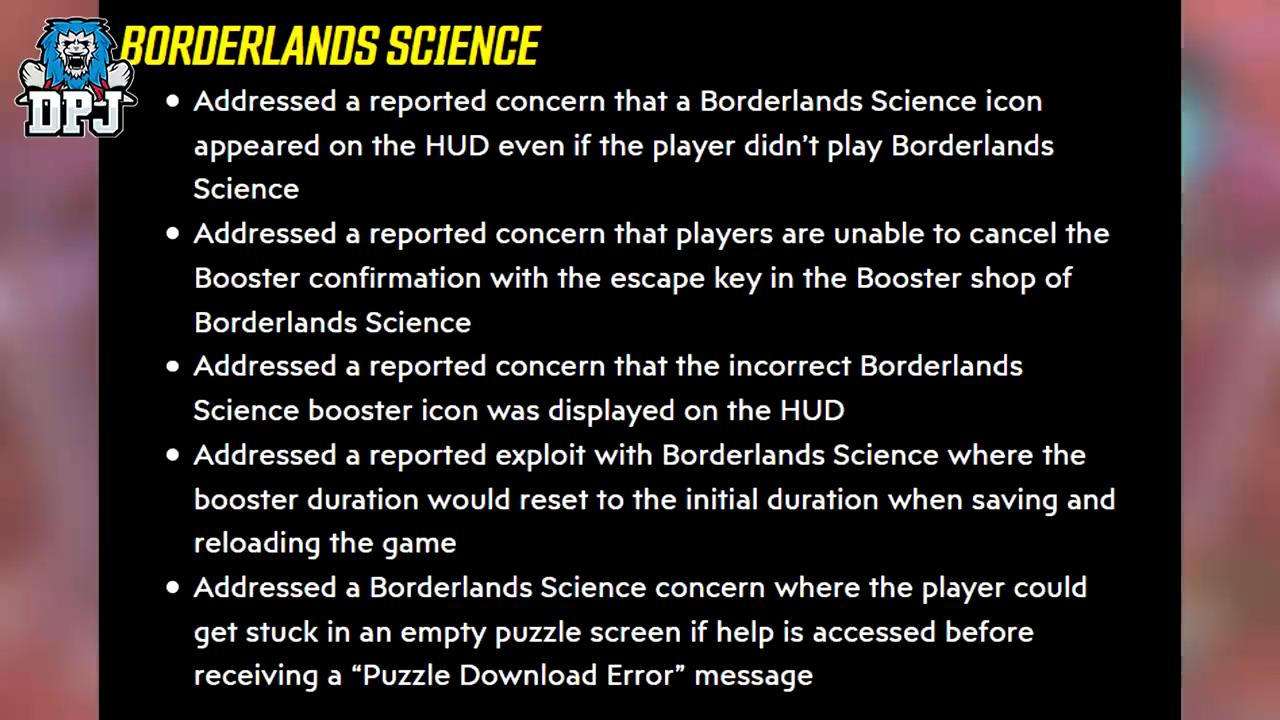 BORDERLANDS SCIENCE
DPJ
• Addressed a reported concern that a Borderlands Science icon
appeared on the HUD even if the player didn’t play Borderlands
Science
• Addressed a reported concern that players are unable to cancel the
Booster confirmation with the escape key in the Booster shop of
Borderlands Science
• Addressed a reported concern that the incorrect Borderlands
Science booster icon was displayed on the HUD
• Addressed a reported exploit with Borderlands Science where the
booster duration would reset to the initial duration when saving and
reloading the game
• Addressed a Borderlands Science concern where the player could
get stuck in an empty puzzle screen if help is accessed before
receiving a “Puzzle Download Error” message